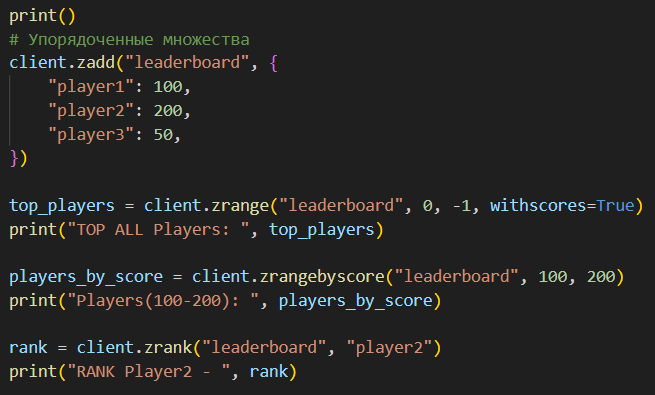 print()
# Упорядоченные множества
client.zadd("leaderboard", {
    "player1": 100,
    "player2": 200,
    "player3": 50,
})
top_players = client.zrange("leaderboard", 0, -1, withscores=True)
print("TOP ALL Players: ", top_players)
players_by_score = client.zrangebyscore("leaderboard", 100, 200)
print("Players(100-200): ", players_by_score)
rank = client.zrank("leaderboard", "player2")
print("RANK Player2 - ", rank)